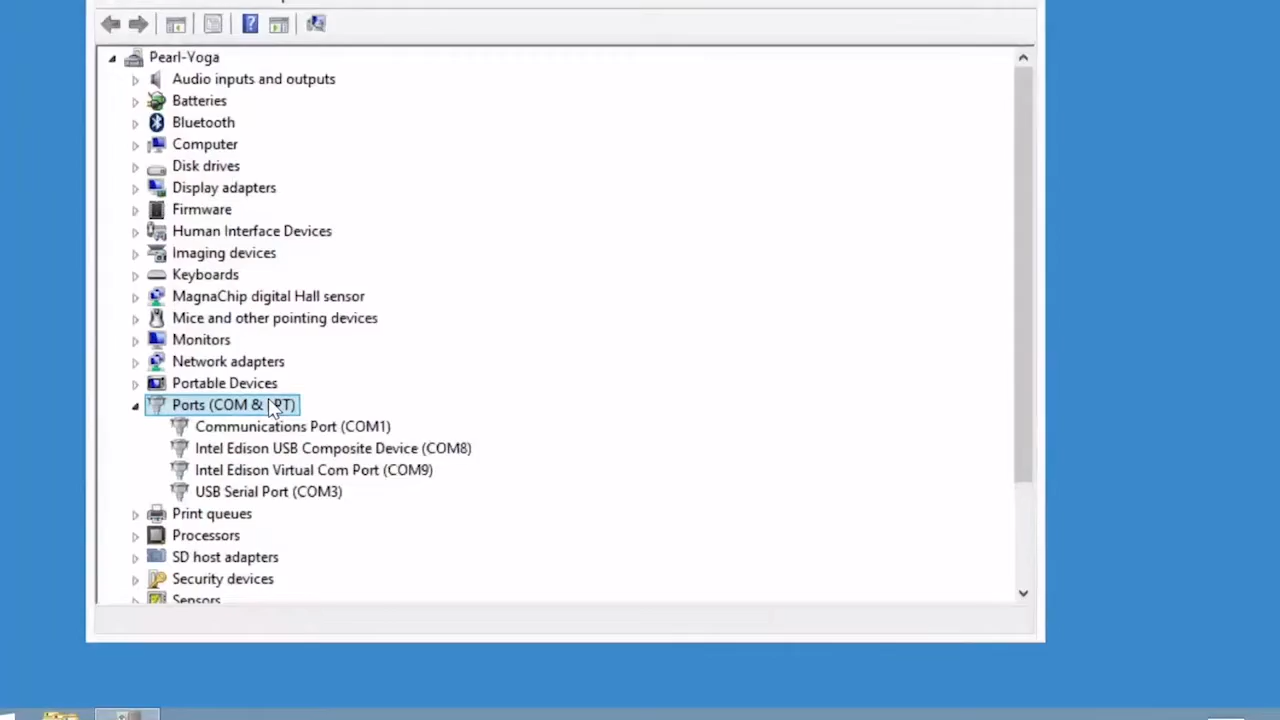 Pearl-Yoga
Audio inputs and outputs
Batteries
Bluetooth
Computer
Disk drives
Display adapters
Firmware
Human Interface Devices
Imaging devices
Keyboards
MagnaChip digital Hall sensor
Mice and other pointing devices
Monitors
Network adapters
Portable Devices
Ports (COM & LPT)
Communications Port (COM1)
Intel Edison USB Composite Device (COM8)
Intel Edison Virtual Com Port (COM9)
USB Serial Port (COM3)
Print queues
Processors
SD host adapters
Security devices
Sensors